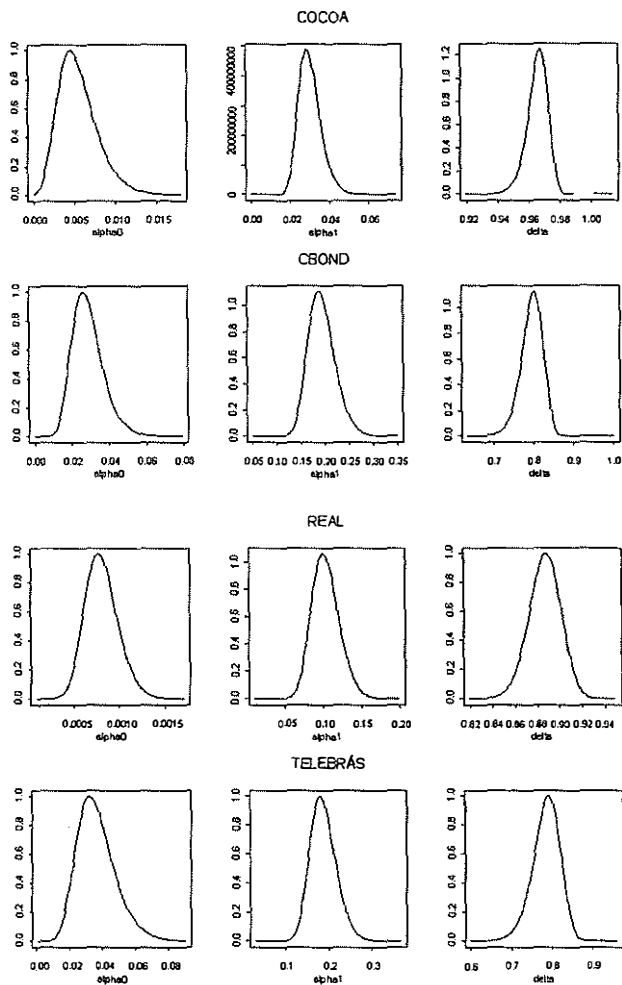 COCOA
0.0 0.2 0.4 0.6 0.8 1.0
0.000 0.005 0.010 0.015
alpha0
0 200000000 400000000
0.00 0.02 0.04 0.06
alpha1
0.0 0.2 0.4 0.6 0.8 1.0 1.2
0.92 0.94 0.96 0.98 1.00
delta
CBOND
0.0 0.2 0.4 0.6 0.8 1.0
0.00 0.02 0.04 0.06 0.08
alpha0
0.0 0.2 0.4 0.6 0.8 1.0
0.05 0.10 0.15 0.20 0.25 0.30 0.35
alpha1
0.0 0.2 0.4 0.6 0.8 1.0
0.7 0.8 0.9 1.0
delta
REAL
0.0 0.2 0.4 0.6 0.8 1.0
0.0005 0.0010 0.0015
alpha0
0.0 0.2 0.4 0.6 0.8 1.0
0.05 0.10 0.15 0.20
alpha1
0.0 0.2 0.4 0.6 0.8 1.0
0.82 0.84 0.86 0.88 0.90 0.92 0.94
delta
TELEBRÁS
0.0 0.2 0.4 0.6 0.8 1.0
0.00 0.02 0.04 0.06 0.08
alpha0
0.0 0.2 0.4 0.6 0.8 1.0
0.1 0.2 0.3
alpha1
0.0 0.2 0.4 0.6 0.8 1.0
0.6 0.7 0.8 0.9
delta